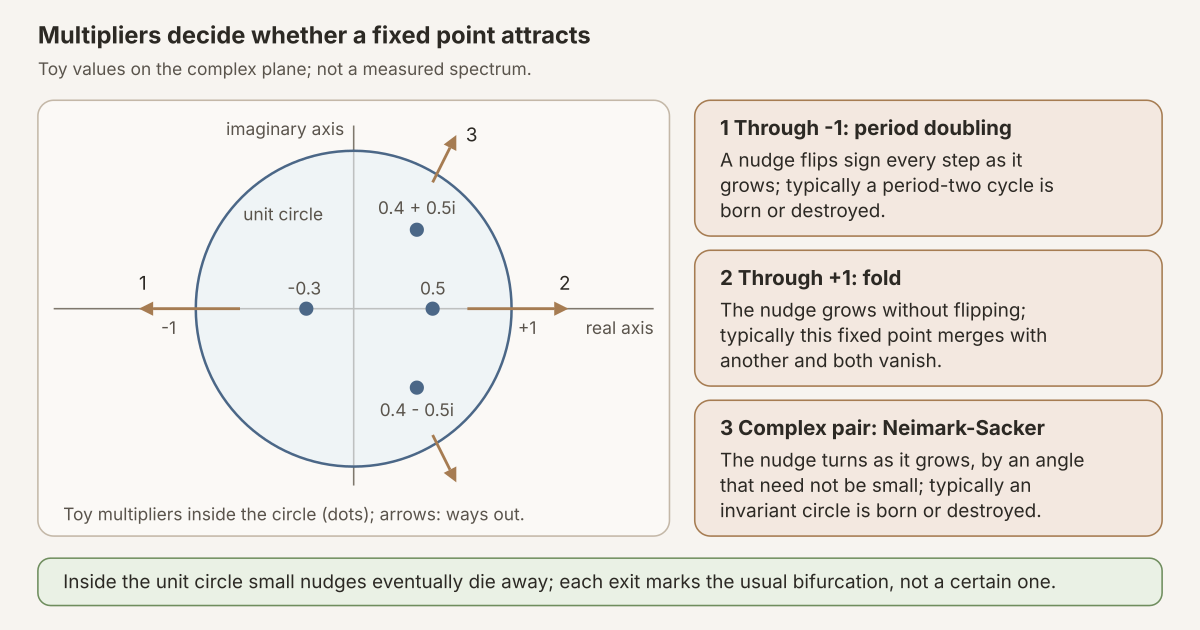 Multipliers decide whether a fixed point attracts
Toy values on the complex plane; not a measured spectrum.
imaginary axis
3
unit circle
0.4 + 0.5i
1
-0.3
0.5
2
-1
+1
real axis
0.4 - 0.5i
Toy multipliers inside the circle (dots); arrows: ways out.
1 Through -1: period doubling
A nudge flips sign every step as it
grows; typically a period-two cycle is
born or destroyed.
2 Through +1: fold
The nudge grows without flipping;
typically this fixed point merges with
another and both vanish.
3 Complex pair: Neimark-Sacker
The nudge turns as it grows, by an angle
that need not be small; typically an
invariant circle is born or destroyed.
Inside the unit circle small nudges eventually die away; each exit marks the usual bifurcation, not a certain one.